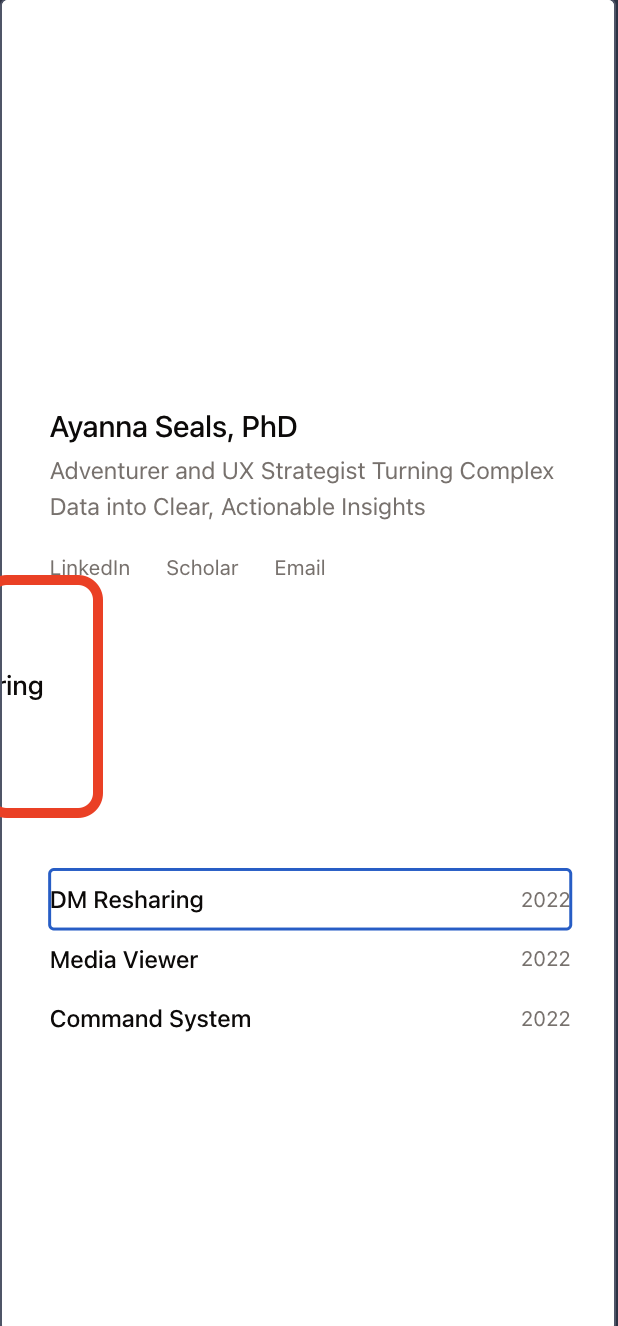 Ayanna Seals, PhD
Adventurer and UX Strategist Turning Complex
Data into Clear, Actionable Insights
LinkedIn Scholar Email
ring
DM Resharing 2022
Media Viewer 2022
Command System 2022